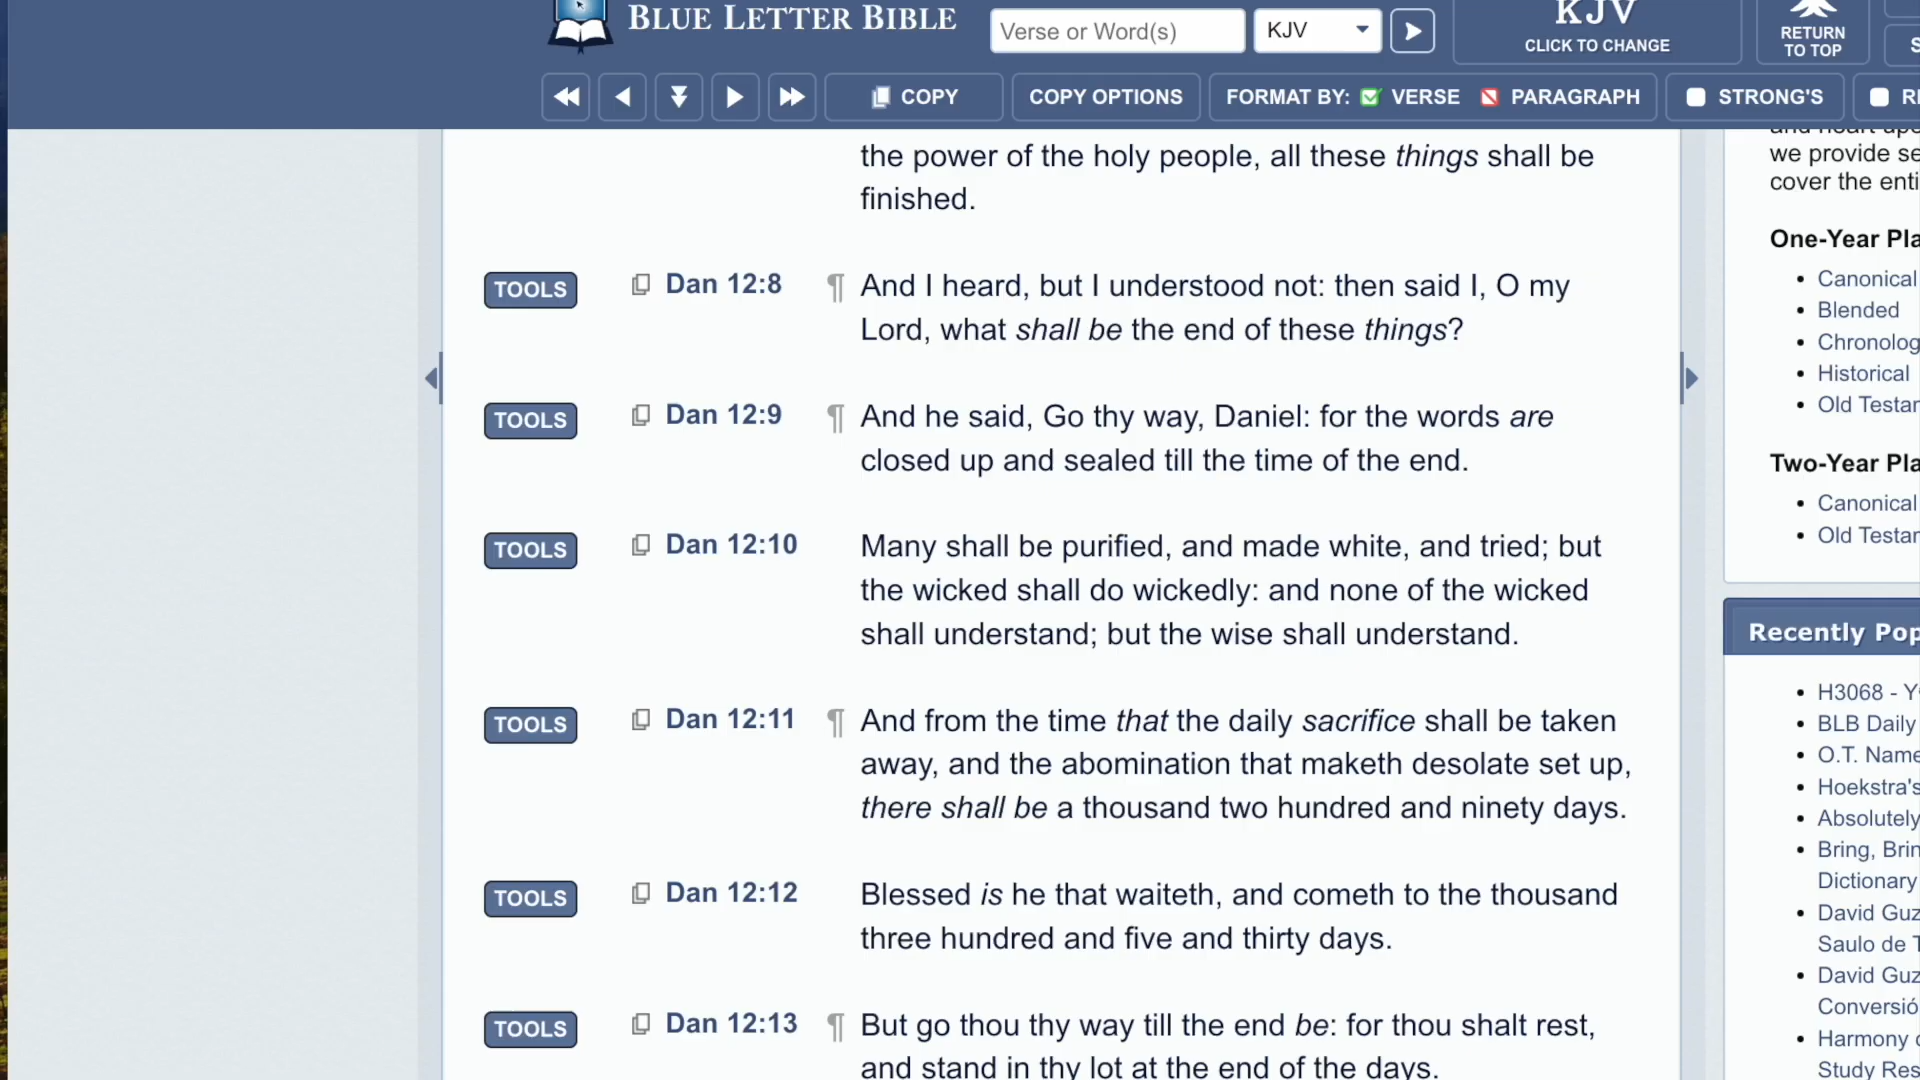 BLUE LETTER BIBLE
Verse or Word(s)
KJV
KJV
CLICK TO CHANGE
RETURN
TO TOP
COPY
COPY OPTIONS
FORMAT BY: VERSE PARAGRAPH
STRONG'S
the power of the holy people, all these things shall be
finished.
TOOLS
Dan 12:8
¶ And I heard, but I understood not: then said I, O my
Lord, what shall be the end of these things?
TOOLS
Dan 12:9
¶ And he said, Go thy way, Daniel: for the words are
closed up and sealed till the time of the end.
TOOLS
Dan 12:10
Many shall be purified, and made white, and tried; but
the wicked shall do wickedly: and none of the wicked
shall understand; but the wise shall understand.
TOOLS
Dan 12:11
¶ And from the time that the daily sacrifice shall be taken
away, and the abomination that maketh desolate set up,
there shall be a thousand two hundred and ninety days.
TOOLS
Dan 12:12
Blessed is he that waiteth, and cometh to the thousand
three hundred and five and thirty days.
TOOLS
Dan 12:13
¶ But go thou thy way till the end be: for thou shalt rest,
and stand in thy lot at the end of the days.
we provide se
cover the enti
One-Year Pla
• Canonical
• Blended
• Chronolog
• Historical
• Old Testar
Two-Year Pla
• Canonical
• Old Testar
Recently Pop
• H3068 - Y
• BLB Daily
• O.T. Name
• Hoekstra's
• Absolutely
• Bring, Brin
Dictionary
• David Guz
Saulo de T
• David Guz
Conversió
• Harmony
Study Res